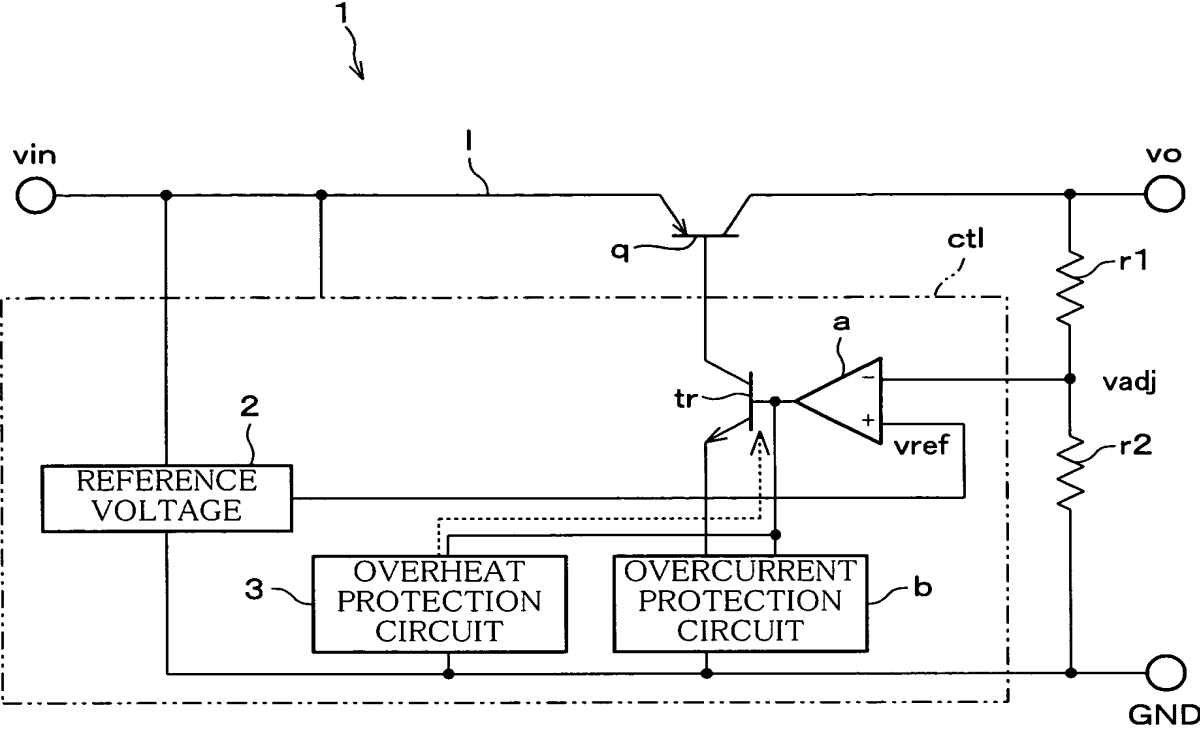 1
vin
l
vo
q
ctl
r1
a
−
tr
vadj
+
vref
2
r2
REFERENCE
VOLTAGE
3
OVERHEAT
PROTECTION
CIRCUIT
OVERCURRENT
PROTECTION
CIRCUIT
b
GND